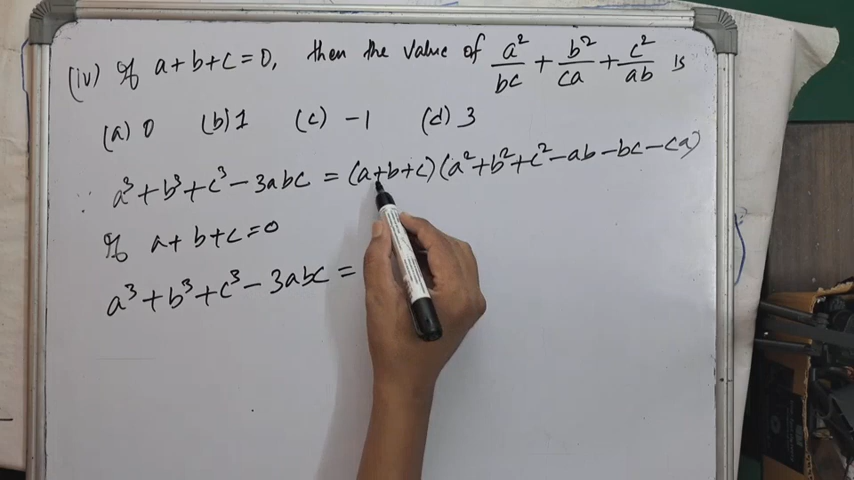 (iv) If a+b+c=0, then the value of a²/bc + b²/ca + c²/ab is
(a) 0 (b) 1 (c) -1 (d) 3
∵ a³+b³+c³-3abc = (a+b+c)(a²+b²+c²-ab-bc-ca)
If a+b+c=0
a³+b³+c³-3abc =